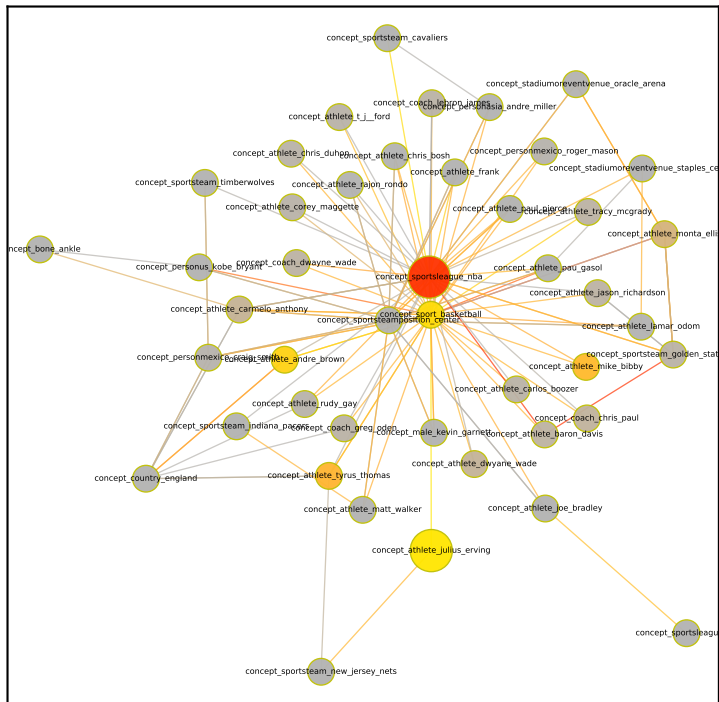 concept_sportsteam_cavaliers
concept_stadiumoreventvenue_oracle_arena
concept_coach_lebron_james
concept_personasia_andre_miller
concept_athlete_t_j__ford
concept_athlete_chris_duhon
concept_athlete_chris_bosh
concept_personmexico_roger_mason
concept_stadiumoreventvenue_staples_ce
concept_athlete_frank
concept_sportsteam_timberwolves
concept_athlete_rajon_rondo
concept_athlete_corey_maggette
concept_athlete_paul_pierce
concept_athlete_tracy_mcgrady
concept_athlete_monta_elli
ncept_bone_ankle
concept_coach_dwayne_wade
concept_personus_kobe_bryant
concept_athlete_pau_gasol
concept_sportsleague_nba
concept_athlete_jason_richardson
concept_athlete_carmelo_anthony
concept_sport_basketball
concept_sportsteamposition_center
concept_athlete_lamar_odom
concept_personmexico_craig_smith
concept_athlete_andre_brown
concept_sportsteam_golden_stat
concept_athlete_mike_bibby
concept_athlete_carlos_boozer
concept_athlete_rudy_gay
concept_coach_chris_paul
concept_sportsteam_indiana_pacers
concept_coach_greg_oden
concept_male_kevin_garnett
concept_athlete_baron_davis
concept_athlete_dwyane_wade
concept_country_england
concept_athlete_tyrus_thomas
concept_athlete_matt_walker
concept_athlete_joe_bradley
concept_athlete_julius_erving
concept_sportsleagu
concept_sportsteam_new_jersey_nets